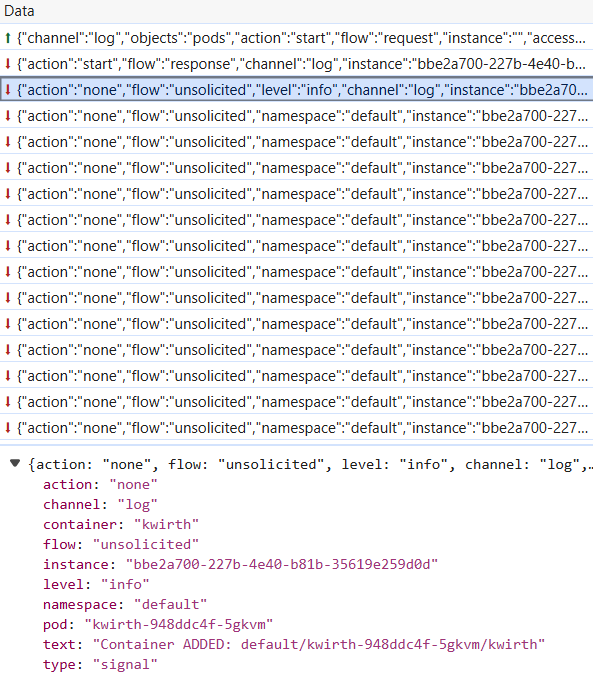 Data
{"channel":"log","objects":"pods","action":"start","flow":"request","instance":"","access...
{"action":"start","flow":"response","channel":"log","instance":"bbe2a700-227b-4e40-b...
{"action":"none","flow":"unsolicited","level":"info","channel":"log","instance":"bbe2a70...
{"action":"none","flow":"unsolicited","namespace":"default","instance":"bbe2a700-227...
{"action":"none","flow":"unsolicited","namespace":"default","instance":"bbe2a700-227...
{"action":"none","flow":"unsolicited","namespace":"default","instance":"bbe2a700-227...
{"action":"none","flow":"unsolicited","namespace":"default","instance":"bbe2a700-227...
{"action":"none","flow":"unsolicited","namespace":"default","instance":"bbe2a700-227...
{"action":"none","flow":"unsolicited","namespace":"default","instance":"bbe2a700-227...
{"action":"none","flow":"unsolicited","namespace":"default","instance":"bbe2a700-227...
{"action":"none","flow":"unsolicited","namespace":"default","instance":"bbe2a700-227...
{"action":"none","flow":"unsolicited","namespace":"default","instance":"bbe2a700-227...
{"action":"none","flow":"unsolicited","namespace":"default","instance":"bbe2a700-227...
{"action":"none","flow":"unsolicited","namespace":"default","instance":"bbe2a700-227...
{"action":"none","flow":"unsolicited","namespace":"default","instance":"bbe2a700-227...
{"action":"none","flow":"unsolicited","namespace":"default","instance":"bbe2a700-227...
{action: "none", flow: "unsolicited", level: "info", channel: "log",…
action: "none"
channel: "log"
container: "kwirth"
flow: "unsolicited"
instance: "bbe2a700-227b-4e40-b81b-35619e259d0d"
level: "info"
namespace: "default"
pod: "kwirth-948ddc4f-5gkvm"
text: "Container ADDED: default/kwirth-948ddc4f-5gkvm/kwirth"
type: "signal"